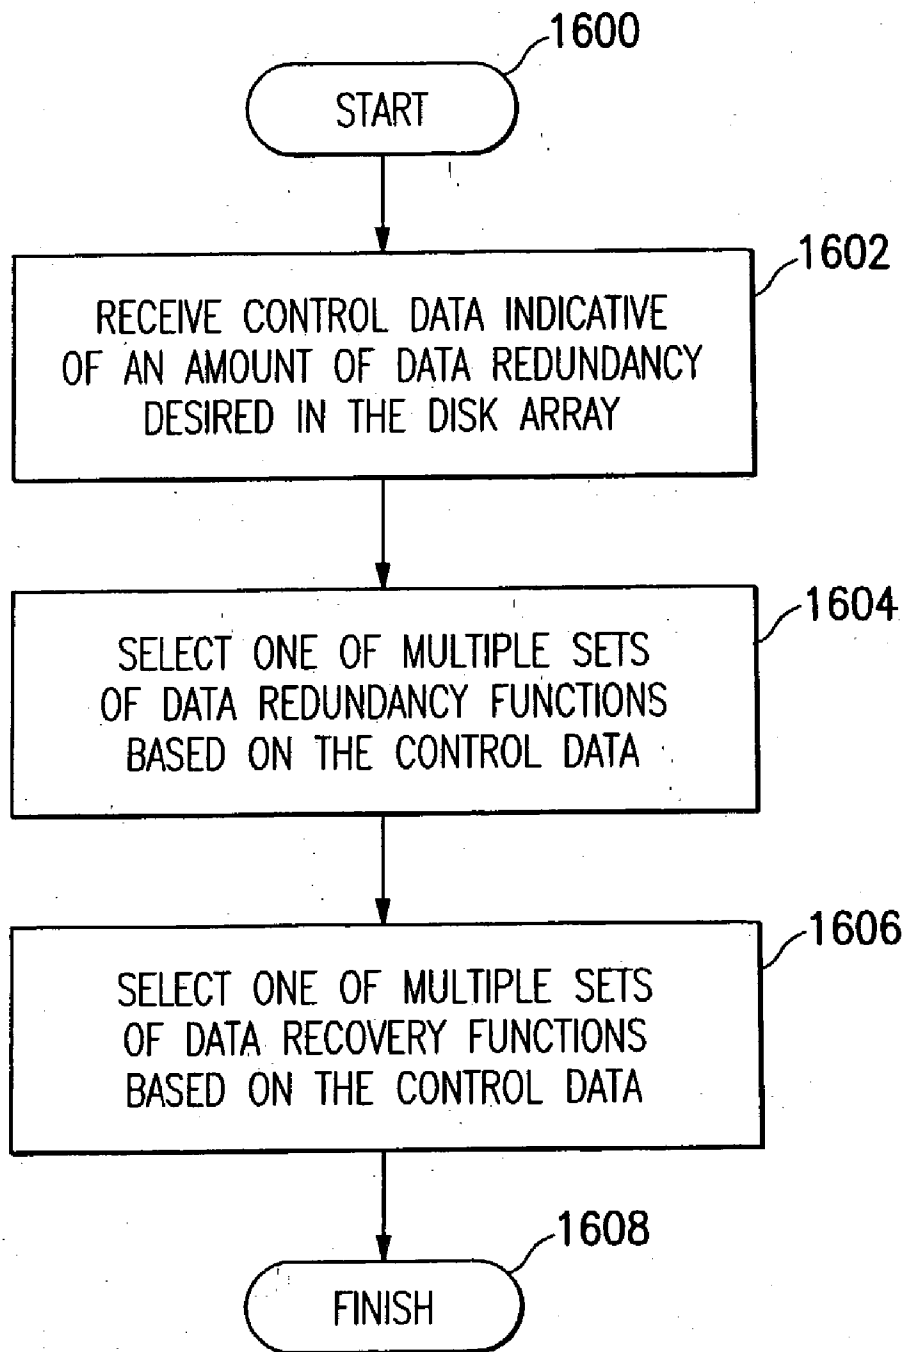 1600
START
1602
RECEIVE CONTROL DATA INDICATIVE
OF AN AMOUNT OF DATA REDUNDANCY
DESIRED IN THE DISK ARRAY
1604
SELECT ONE OF MULTIPLE SETS
OF DATA REDUNDANCY FUNCTIONS
BASED ON THE CONTROL DATA
1606
SELECT ONE OF MULTIPLE SETS
OF DATA RECOVERY FUNCTIONS
BASED ON THE CONTROL DATA
1608
FINISH